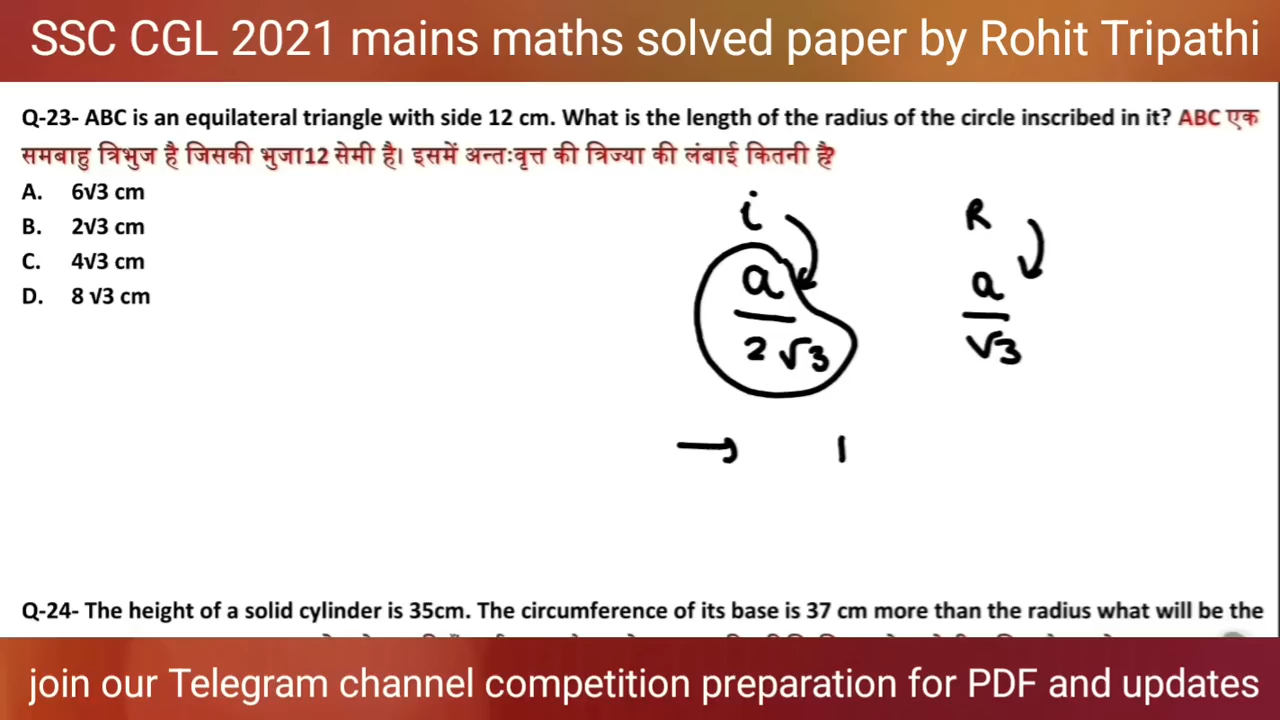 SSC CGL 2021 mains maths solved paper by Rohit Tripathi
Q-23- ABC is an equilateral triangle with side 12 cm. What is the length of the radius of the circle inscribed in it? ABC एक
समबाहु त्रिभुज है जिसकी भुजा12 सेमी है। इसमें अन्तःवृत्त की त्रिज्या की लंबाई कितनी है?
A. 6√3 cm
B. 2√3 cm
C. 4√3 cm
D. 8 √3 cm
i R
a a
2 √3 √3
→ 1
Q-24- The height of a solid cylinder is 35cm. The circumference of its base is 37 cm more than the radius what will be the
join our Telegram channel competition preparation for PDF and updates